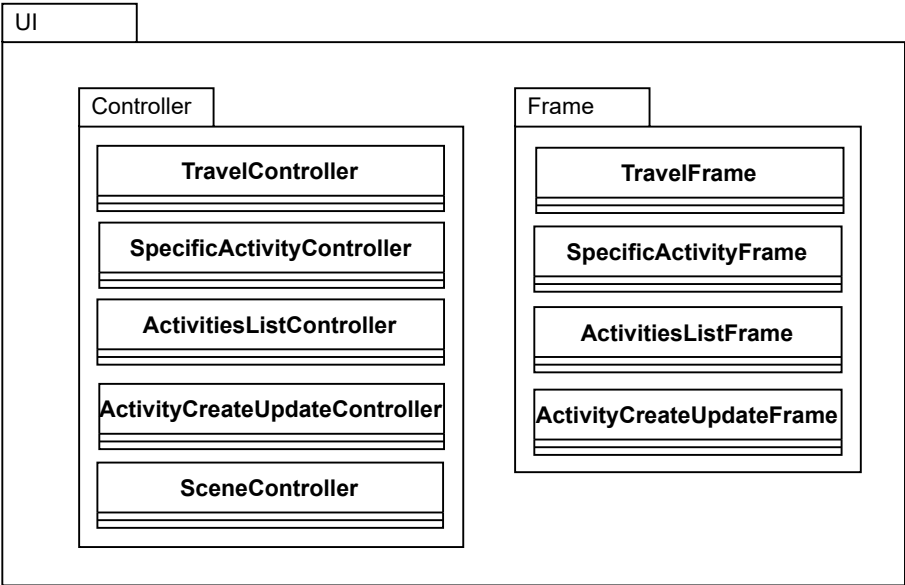 UI
Controller
TravelController
SpecificActivityController
ActivitiesListController
ActivityCreateUpdateController
SceneController
Frame
TravelFrame
SpecificActivityFrame
ActivitiesListFrame
ActivityCreateUpdateFrame